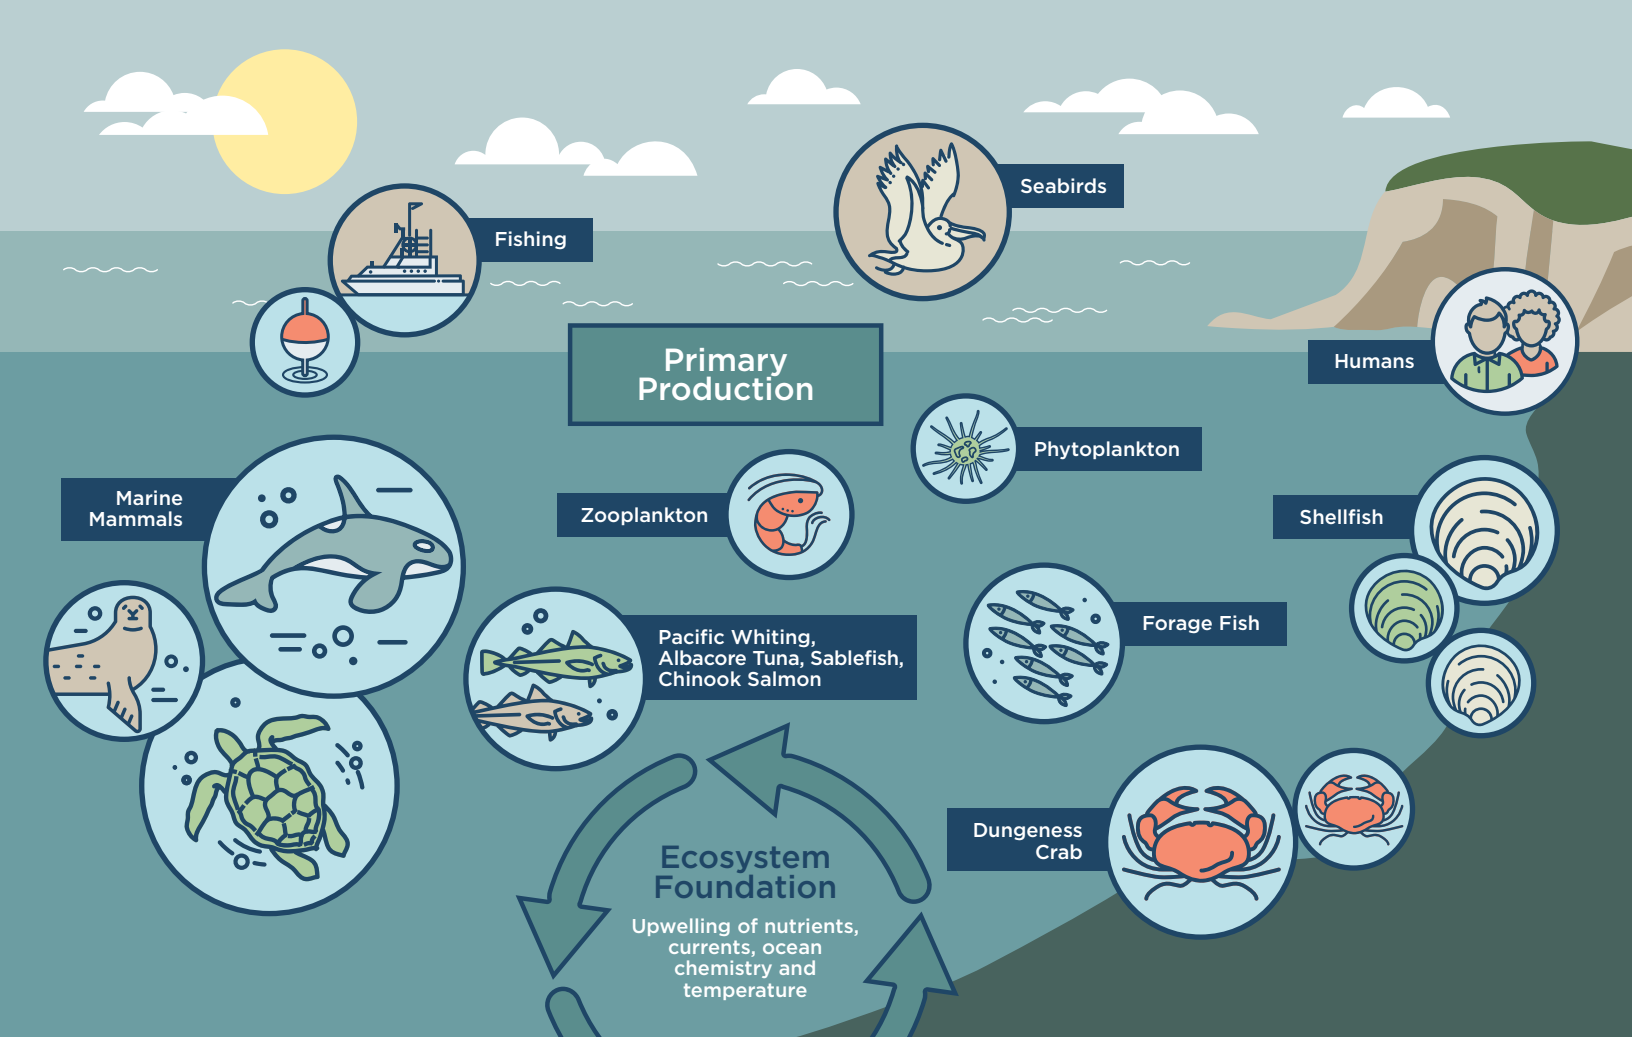 Seabirds
Fishing
Primary
Production
Humans
Phytoplankton
Marine
Mammals
Zooplankton
Shellfish
Pacific Whiting,
Albacore Tuna, Sablefish,
Chinook Salmon
Forage Fish
Dungeness
Crab
Ecosystem
Foundation
Upwelling of nutrients,
currents, ocean
chemistry and
temperature